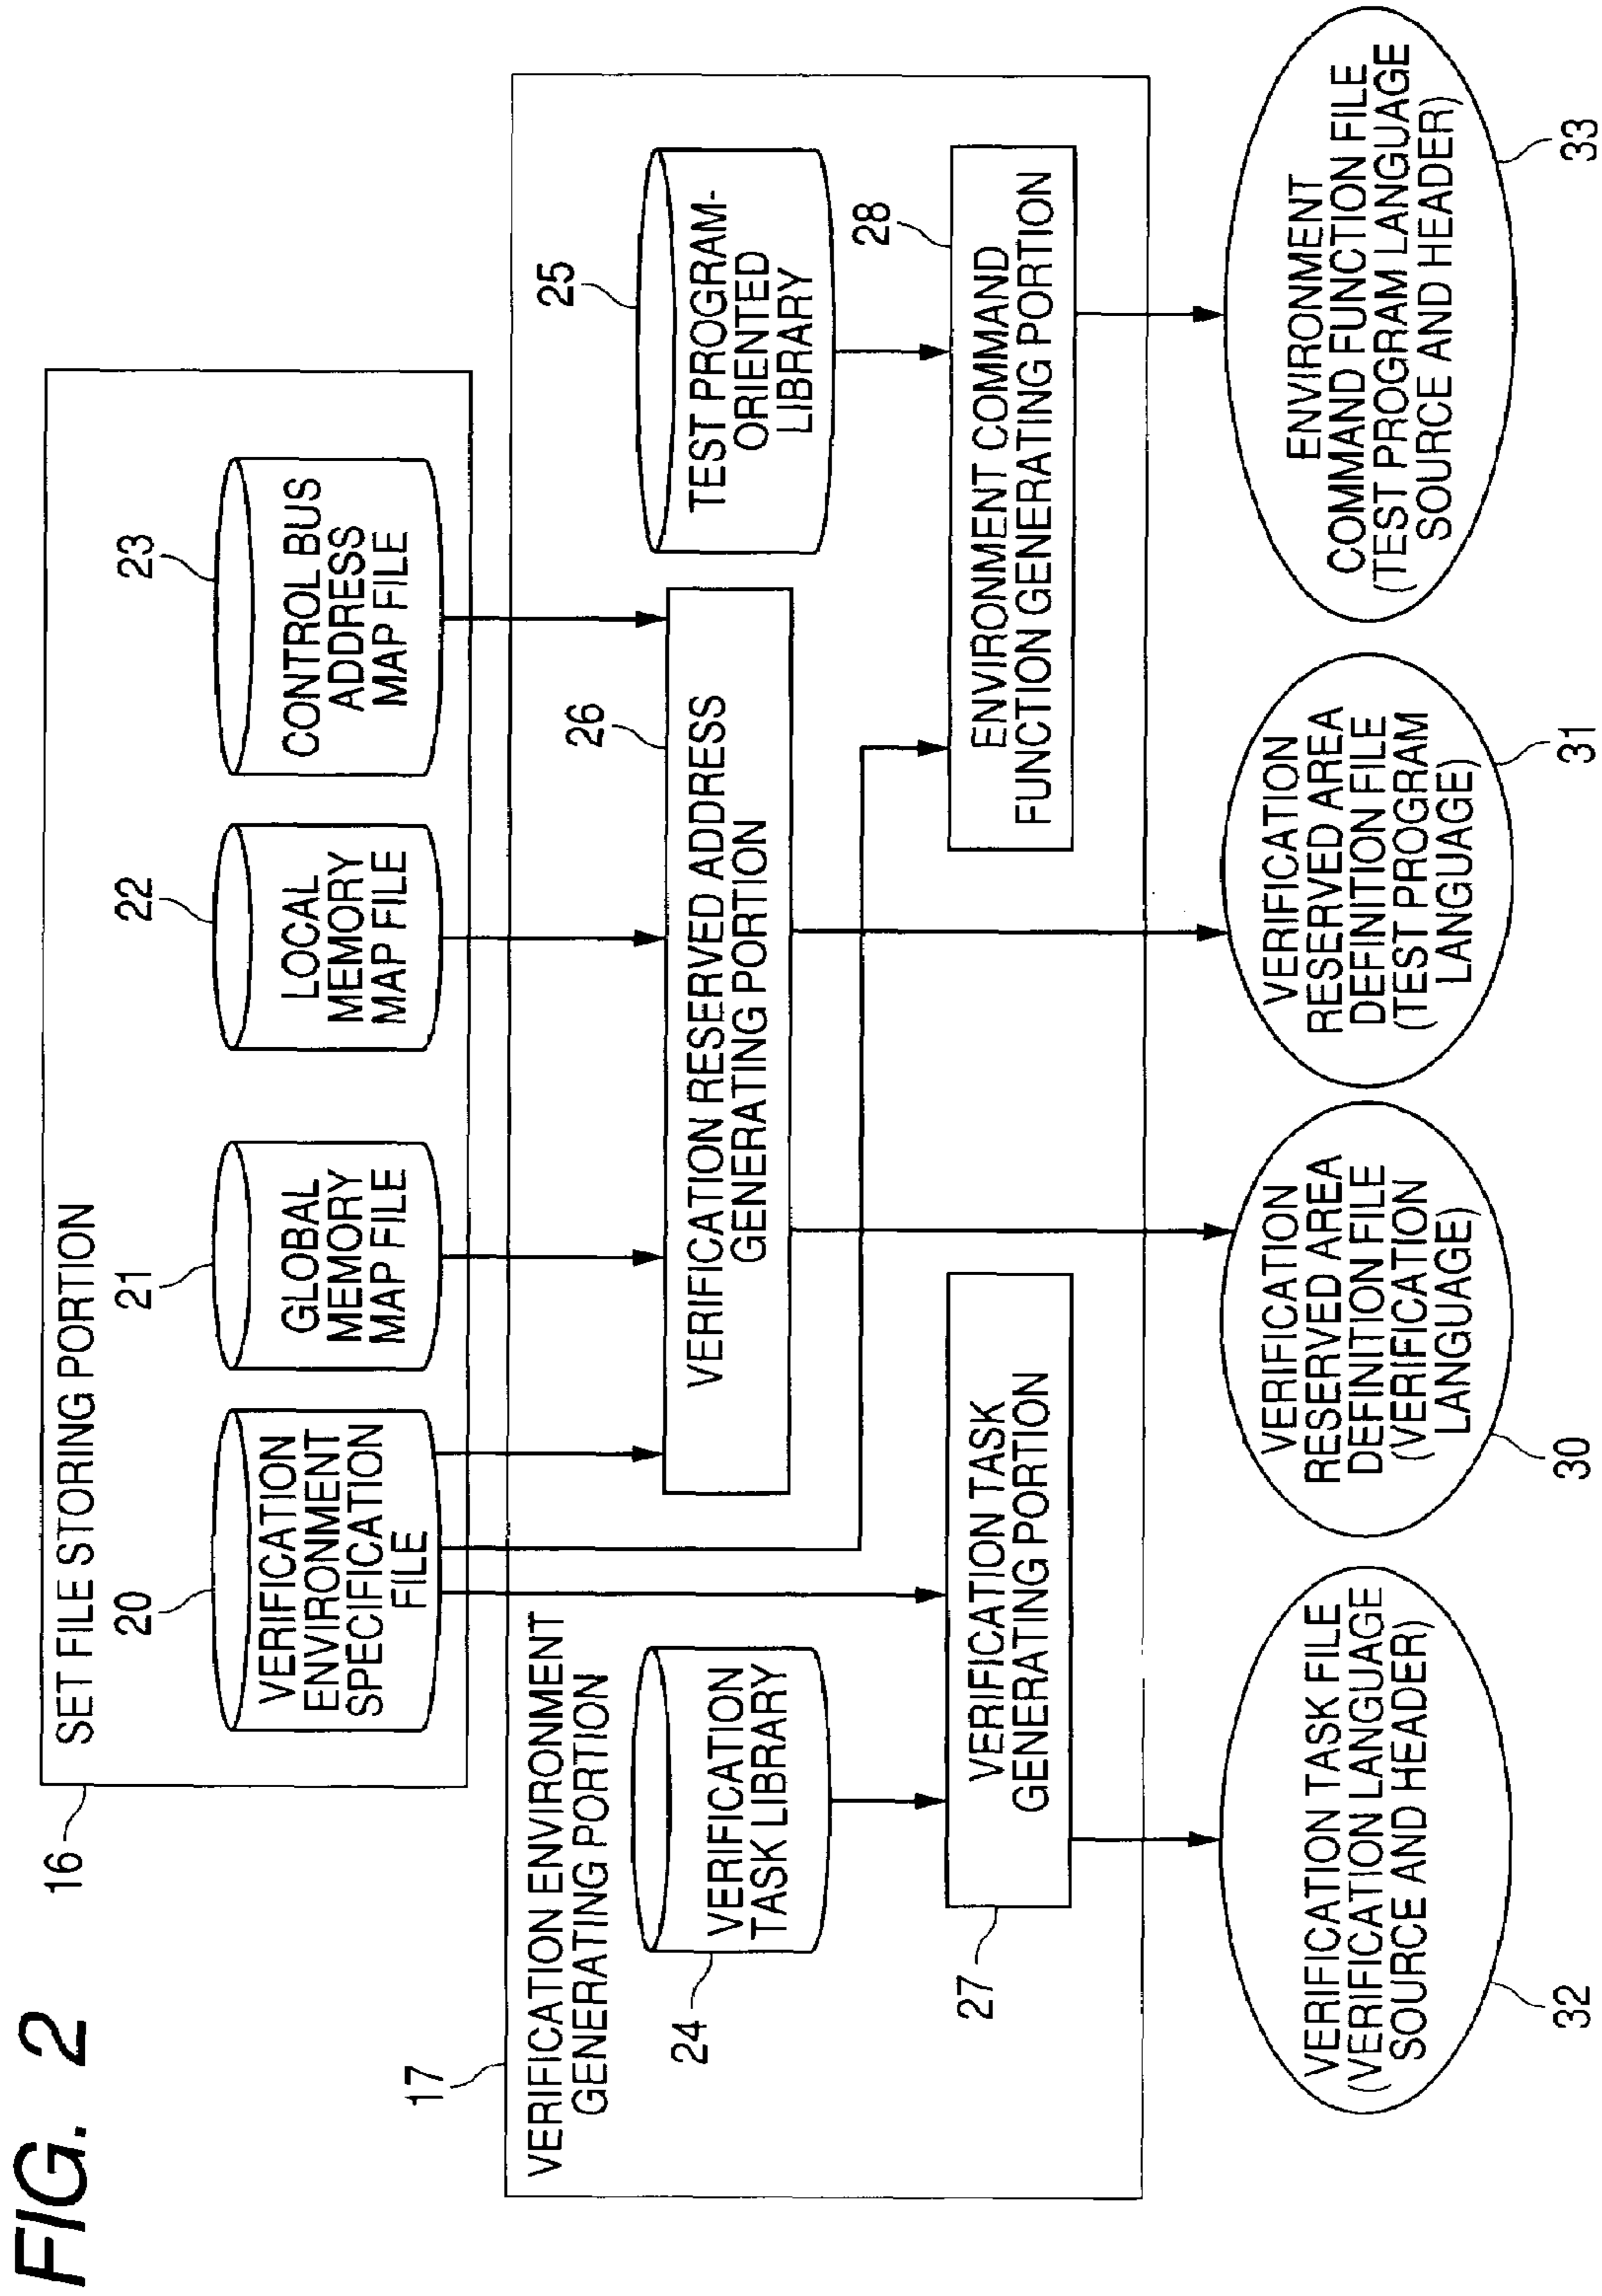 FIG. 2
16
SET FILE STORING PORTION
20
VERIFICATION
ENVIRONMENT
SPECIFICATION
FILE
21
GLOBAL
MEMORY
MAP FILE
22
LOCAL
MEMORY
MAP FILE
23
CONTROL BUS
ADDRESS
MAP FILE
17
VERIFICATION ENVIRONMENT
GENERATING PORTION
24
VERIFICATION
TASK LIBRARY
26
VERIFICATION RESERVED ADDRESS
GENERATING PORTION
25
TEST PROGRAM-
ORIENTED
LIBRARY
27
VERIFICATION TASK
GENERATING PORTION
28
ENVIRONMENT COMMAND
FUNCTION GENERATING PORTION
VERIFICATION TASK FILE
(VERIFICATION LANGUAGE
SOURCE AND HEADER)
32
VERIFICATION
RESERVED AREA
DEFINITION FILE
(VERIFICATION
LANGUAGE)
30
VERIFICATION
RESERVED AREA
DEFINITION FILE
(TEST PROGRAM
LANGUAGE)
31
ENVIRONMENT
COMMAND FUNCTION FILE
(TEST PROGRAM LANGUAGE
SOURCE AND HEADER)
33